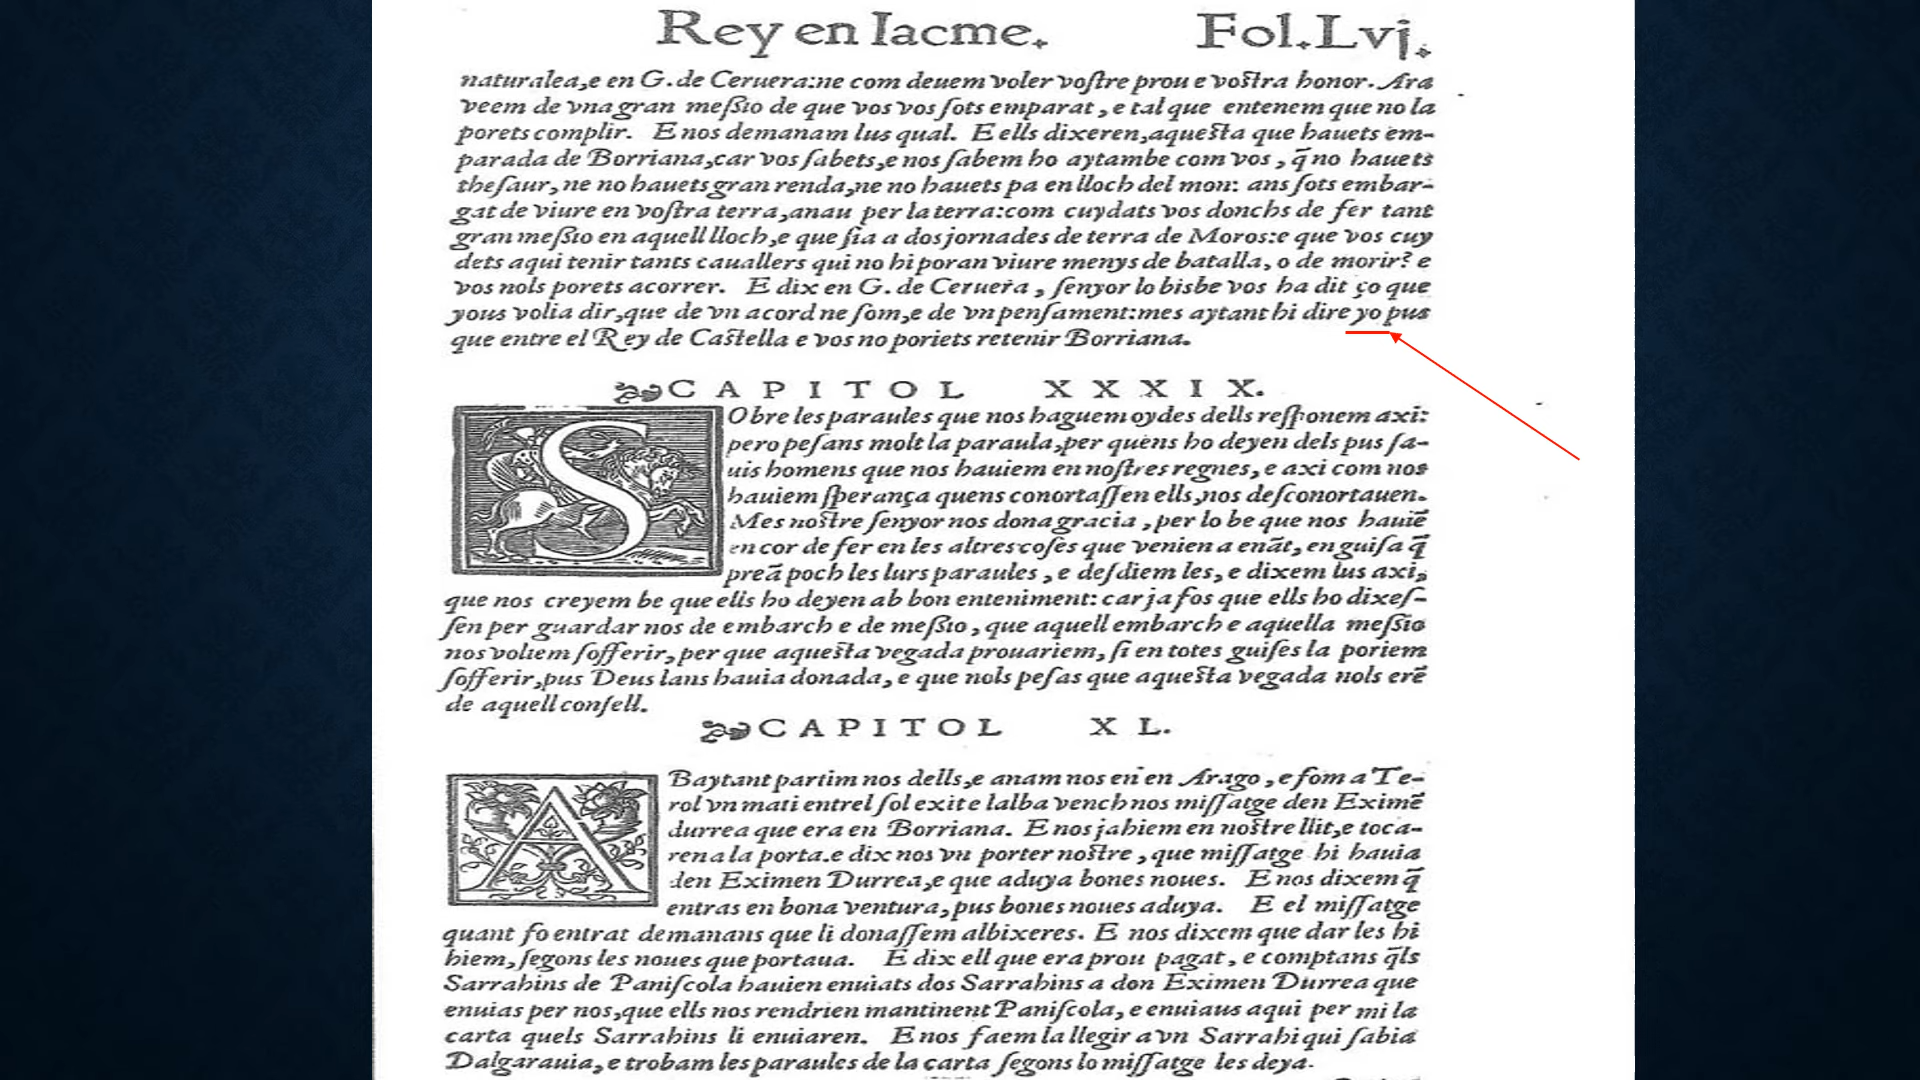 Rey en Iacme. Fol. Lvj.
naturalea, e en G. de Ceruera: ne com deuem voler voſtre prou e voſtra honor. Ara
veem de vna gran meſsio de que vos vos ſots emparat, e tal que entenem que no la
porets complir. E nos demanam lus qual. E ells dixeren, aqueſta que hauets em-
parada de Borriana, car vos ſabets, e nos ſabem ho aytambe com vos, q̃ no hauets
theſaur, ne no hauets gran renda, ne no hauets pa en lloch del mon: ans ſots embar-
gat de viure en voſtra terra, anau per la terra: com cuydats vos donchs de fer tant
gran meſsio en aquell lloch, e que ſia a dos jornades de terra de Moros: e que vos cuy
dets aqui tenir tants cauallers qui no hi poran viure menys de batalla, o de morir? e
vos nols porets acorrer. E dix en G. de Ceruera, ſenyor lo bisbe vos ha dit ço que
yous volia dir, que de vn acord ne ſom, e de vn penſament: mes aytant hi dire yo pus
que entre el Rey de Caſtella e vos no poriets retenir Borriana.
CAPITOL XXXIX.
SObre les paraules que nos haguem oydes dells reſponem axi:
pero peſans molt la paraula, per quens ho deyen dels pus ſa-
uis homens que nos hauiem en noſtres regnes, e axi com nos
hauiem ſperança quens conortaſſen ells, nos deſconortauen.
Mes noſtre ſenyor nos dona gracia, per lo be que nos hauiẽ
en cor de fer en les altres coſes que venien a enãt, en guiſa q̃
preã poch les lurs paraules, e deſdiem les, e dixem lus axi,
que nos creyem be que ells ho deyen ab bon enteniment: car ja fos que ells ho dixeſ-
ſen per guardar nos de embarch e de meſsio, que aquell embarch e aquella meſsio
nos voliem ſofferir, per que aqueſta vegada prouariem, ſi en totes guiſes la poriem
ſofferir, pus Deus lans hauia donada, e que nols peſas que aqueſta vegada nols erẽ
de aquell conſell.
CAPITOL XL.
ABaytant partim nos dells, e anam nos en en Arago, e fom a Te-
rol vn mati entrel ſol exit e lalba vench nos miſſatge den Eximẽ
durrea que era en Borriana. E nos jahiem en noſtre llit, e toca-
ren a la porta. e dix nos vn porter noſtre, que miſſatge hi hauia
den Eximen Durrea, e que aduya bones noues. E nos dixem q̃
entras en bona ventura, pus bones noues aduya. E el miſſatge
quant fo entrat demanans que li donaſſem albixeres. E nos dixem que dar les hi
hiem, ſegons les noues que portaua. E dix ell que era prou pagat, e comptans q̃ls
Sarrahins de Paniſcola hauien enuiats dos Sarrahins a don Eximen Durrea que
enuias per nos, que ells nos rendrien mantinent Paniſcola, e enuiaus aqui per mi la
carta quels Sarrahins li enuiaren. E nos faem la llegir a vn Sarrahi qui ſabia
Dalgarauia, e trobam les paraules de la carta ſegons lo miſſatge les deya.